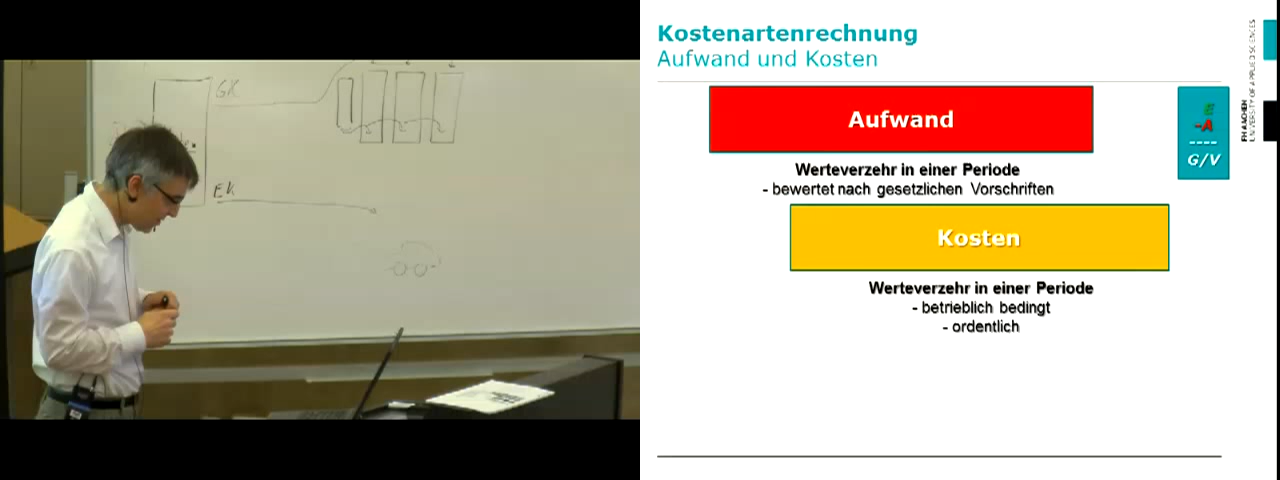 GK
EK
Kostenartenrechnung
Aufwand und Kosten
Aufwand
Werteverzehr in einer Periode
- bewertet nach gesetzlichen Vorschriften
Kosten
Werteverzehr in einer Periode
- betrieblich bedingt
- ordentlich
E
-A
----
G/V
FH AACHEN
UNIVERSITY OF APPLIED SCIENCES